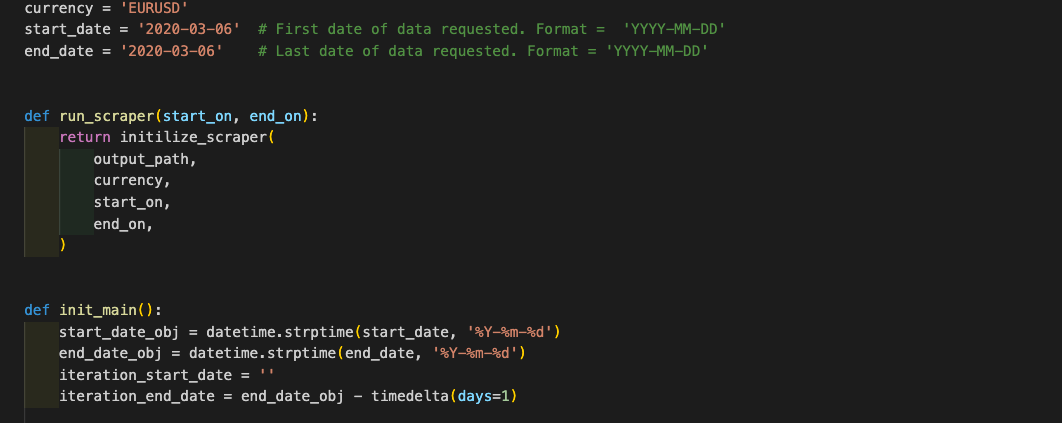 currency = 'EURUSD'
start_date = '2020-03-06'  # First date of data requested. Format =  'YYYY-MM-DD'
end_date = '2020-03-06'    # Last date of data requested. Format = 'YYYY-MM-DD'
def run_scraper(start_on, end_on):
    return initilize_scraper(
        output_path,
        currency,
        start_on,
        end_on,
    )
def init_main():
    start_date_obj = datetime.strptime(start_date, '%Y-%m-%d')
    end_date_obj = datetime.strptime(end_date, '%Y-%m-%d')
    iteration_start_date = ''
    iteration_end_date = end_date_obj - timedelta(days=1)